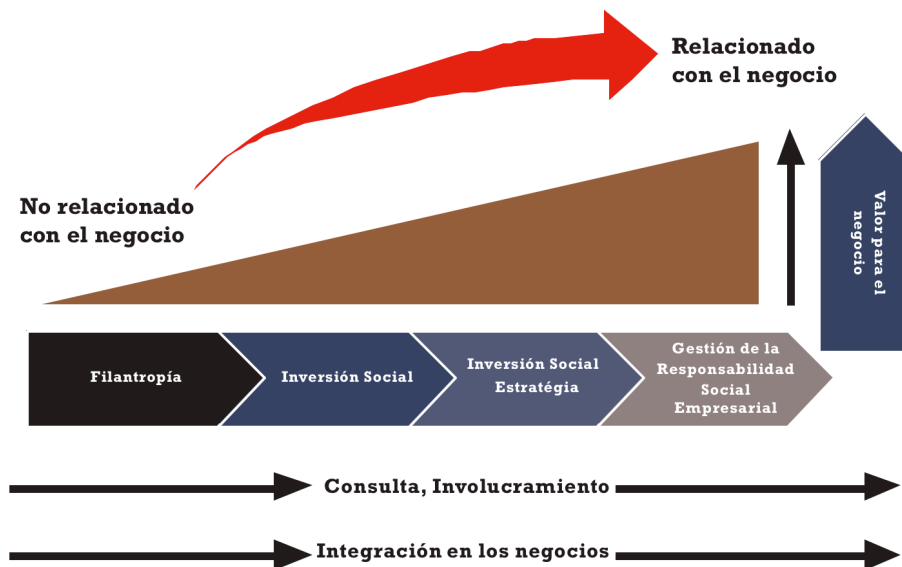 Relacionado
con el negocio
No relacionado
con el negocio
Valor para el
negocio
Filantropía
Inversión Social
Inversión Social
Estratégia
Gestión de la
Responsabilidad
Social
Empresarial
Consulta, Involucramiento
Integración en los negocios